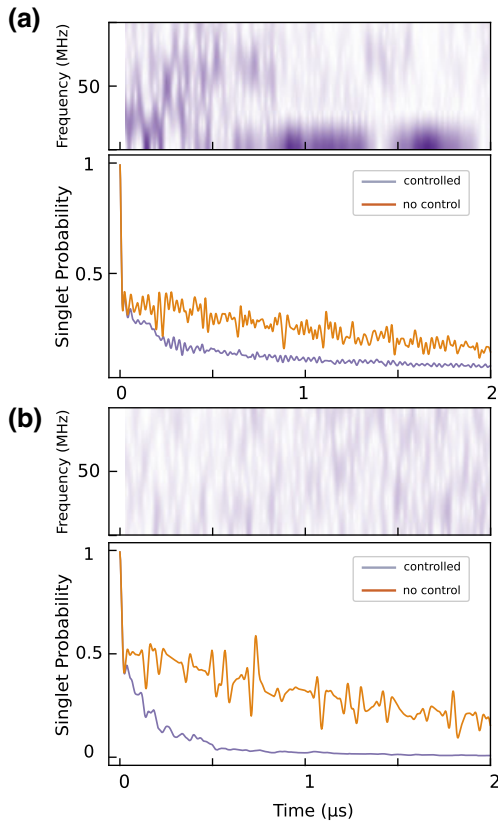 (a)
Frequency (MHz)
50
Singlet Probability
1
0.5
controlled
no control
0
1
2
(b)
Frequency (MHz)
50
Singlet Probability
1
0.5
0
controlled
no control
0
1
2
Time (μs)